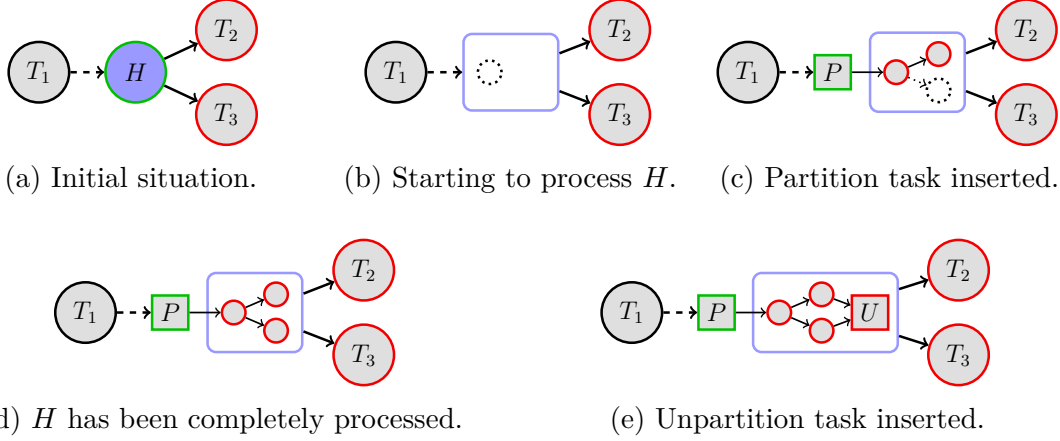 T1 H T2 T3
(a) Initial situation.
T1 T2 T3
(b) Starting to process H.
T1 P T2 T3
(c) Partition task inserted.
T1 P T2 T3
d) H has been completely processed.
T1 P U T2 T3
(e) Unpartition task inserted.